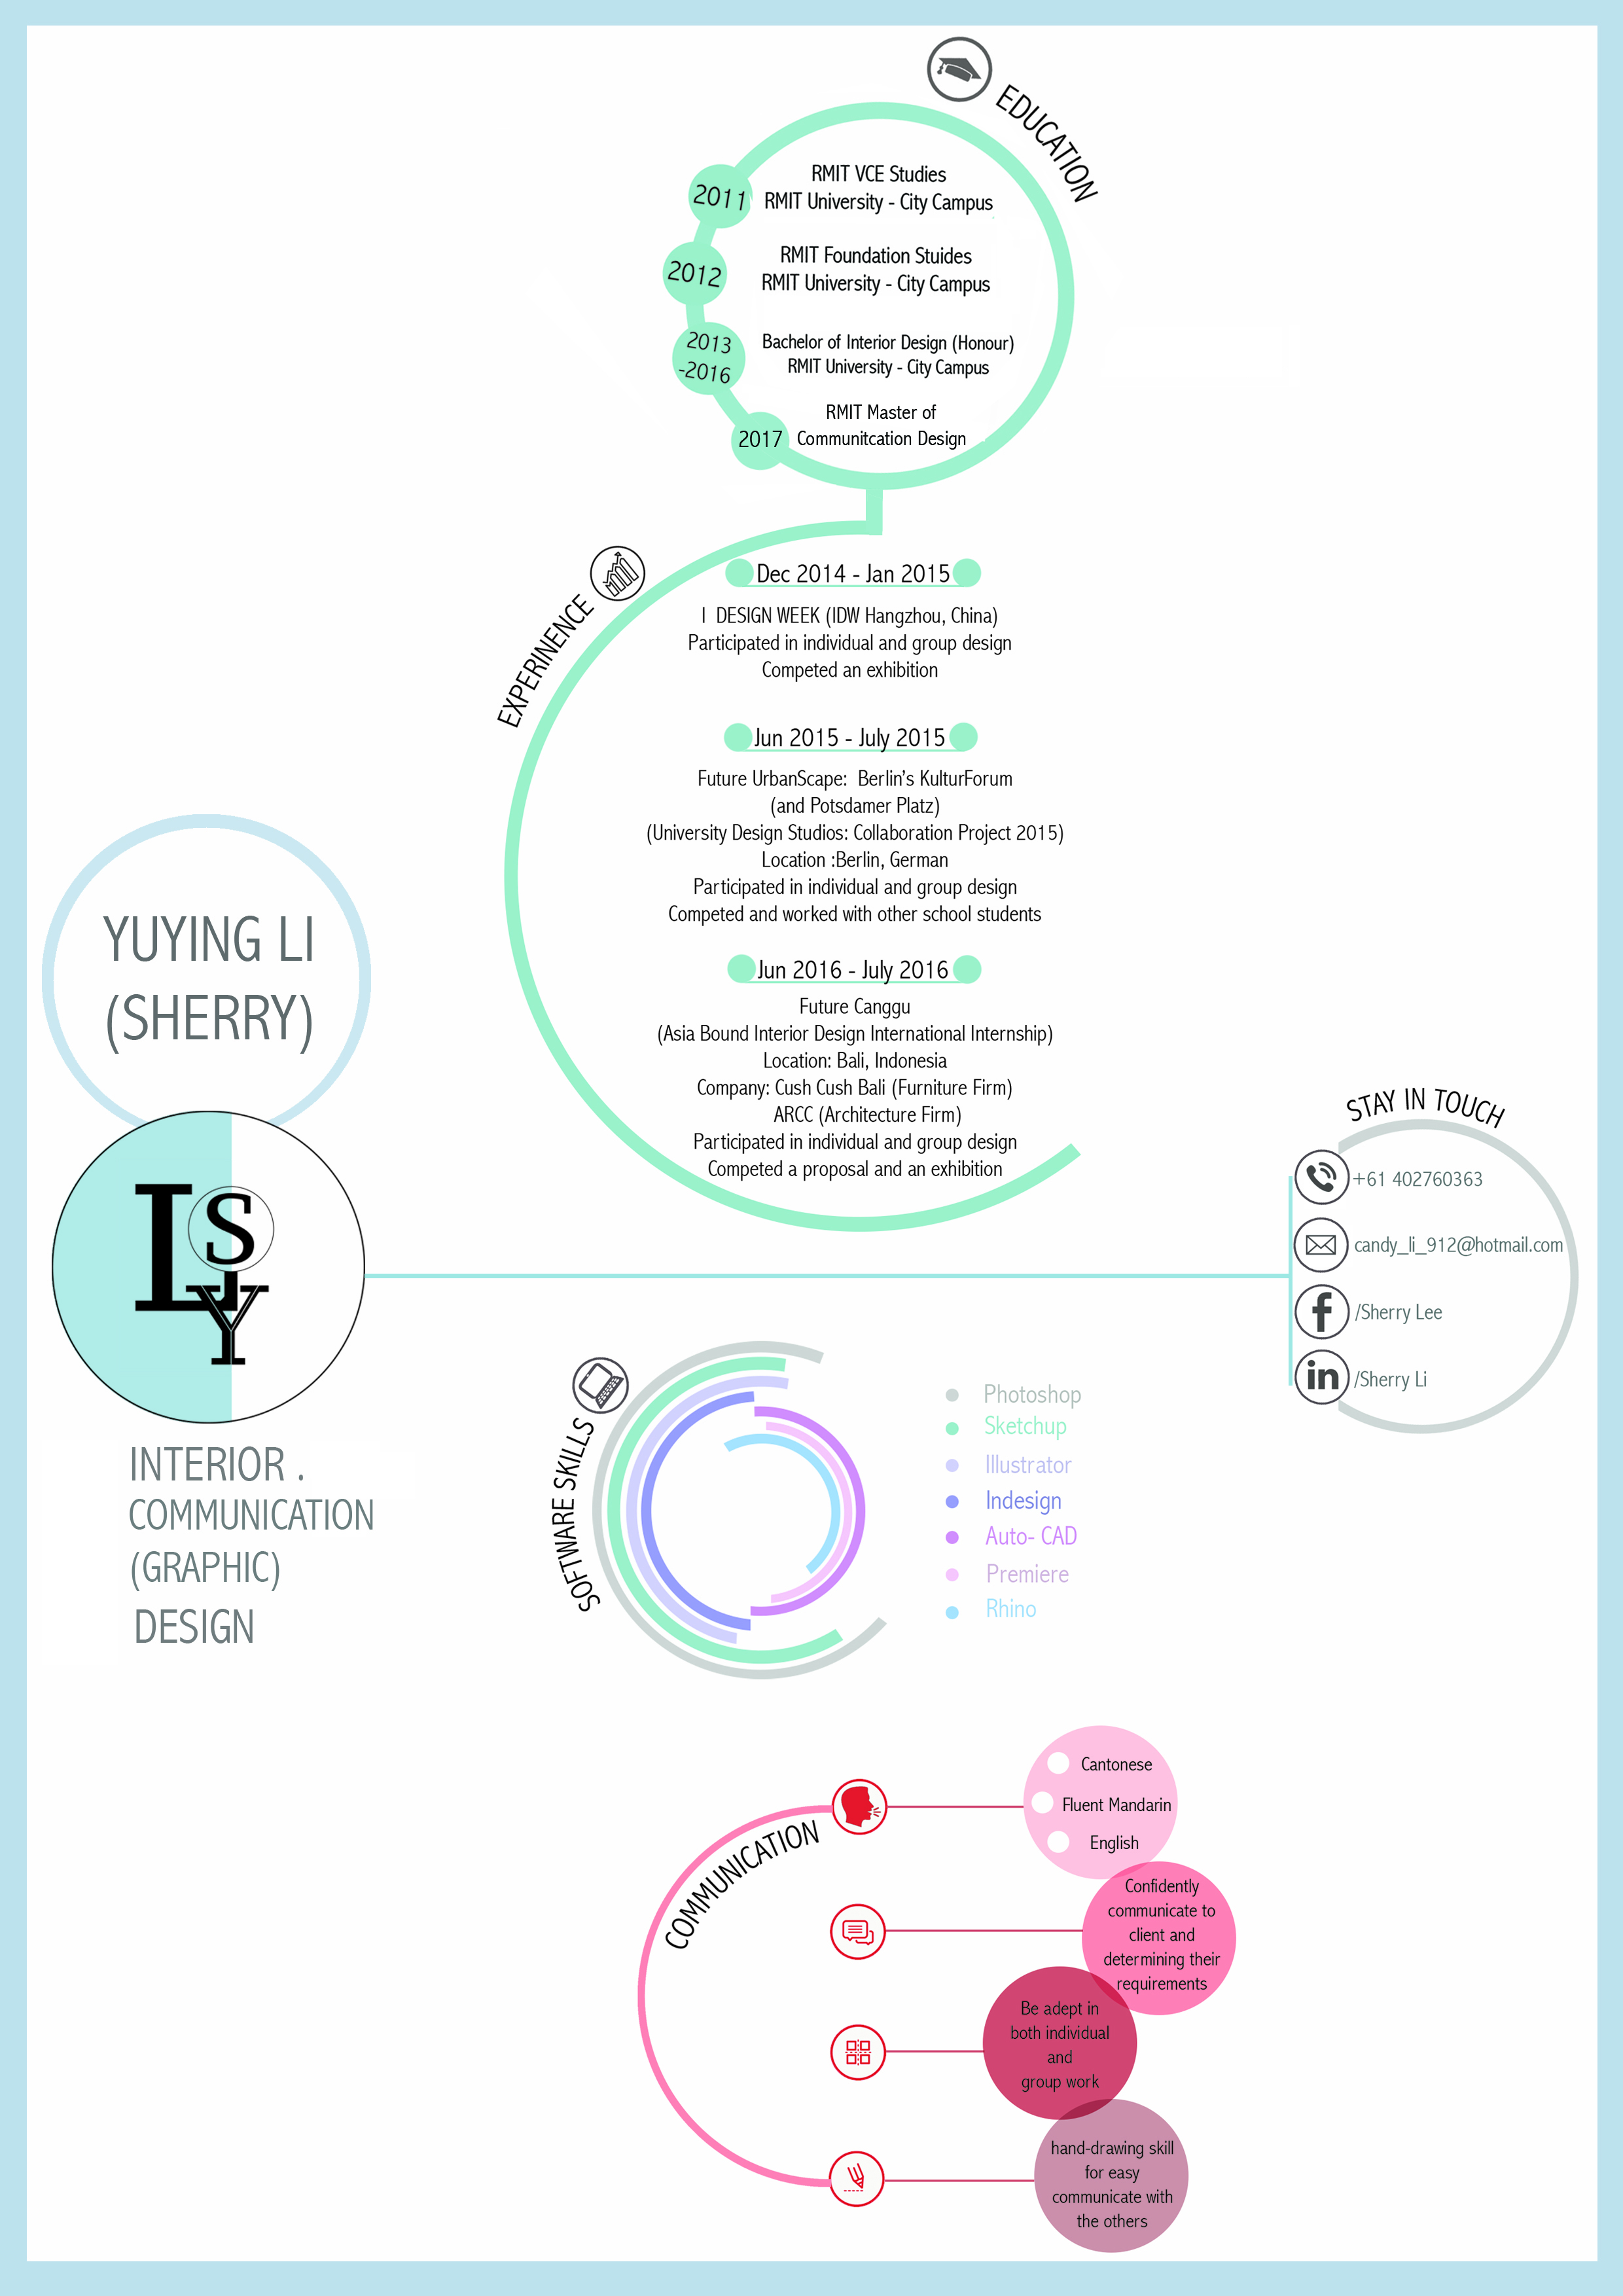 EDUCATION
2011
RMIT VCE Studies
RMIT University - City Campus
2012
RMIT Foundation Stuides
RMIT University - City Campus
2013
-2016
Bachelor of Interior Design (Honour)
RMIT University - City Campus
2017
RMIT Master of
Communitcation Design
EXPERINENCE
Dec 2014 - Jan 2015
I DESIGN WEEK (IDW Hangzhou, China)
Participated in individual and group design
Competed an exhibition
Jun 2015 - July 2015
Future UrbanScape: Berlin's KulturForum
(and Potsdamer Platz)
(University Design Studios: Collaboration Project 2015)
Location :Berlin, German
Participated in individual and group design
Competed and worked with other school students
Jun 2016 - July 2016
Future Canggu
(Asia Bound Interior Design International Internship)
Location: Bali, Indonesia
Company: Cush Cush Bali (Furniture Firm)
ARCC (Architecture Firm)
Participated in individual and group design
Competed a proposal and an exhibition
YUYING LI
(SHERRY)
L
S
Y
INTERIOR .
COMMUNICATION
(GRAPHIC)
DESIGN
STAY IN TOUCH
+61 402760363
candy_li_912@hotmail.com
f /Sherry Lee
in /Sherry Li
SOFTWARE SKILLS
Photoshop
Sketchup
Illustrator
Indesign
Auto- CAD
Premiere
Rhino
COMMUNICATION
Cantonese
Fluent Mandarin
English
Confidently
communicate to
client and
determining their
requirements
Be adept in
both individual
and
group work
hand-drawing skill
for easy
communicate with
the others